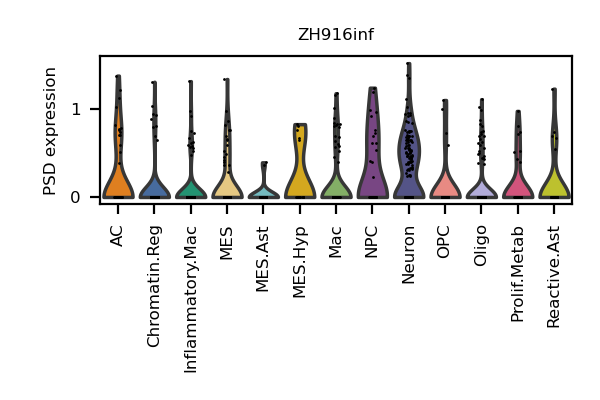 ZH916inf
PSD expression
1
0
AC
Chromatin.Reg
Inflammatory.Mac
MES
MES.Ast
MES.Hyp
Mac
NPC
Neuron
OPC
Oligo
Prolif.Metab
Reactive.Ast